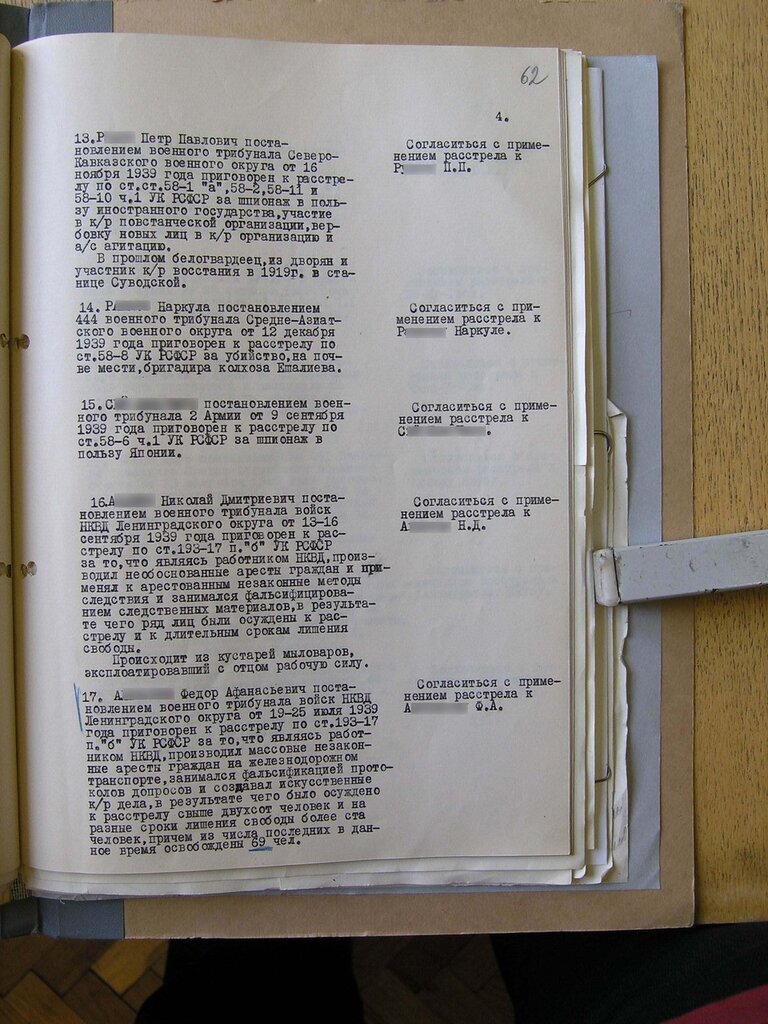 62
4.
13.Р Петр Павлович поста-
новлением военного трибунала Северо-
Кавказского военного округа от 16
ноября 1939 года приговорен к расстре-
лу по ст.ст.58-1 "а",58-2,58-11 и
58-10 ч.1 УК РСФСР за шпионаж в поль-
зу иностранного государства,участие
в к/р повстанческой организации,вер-
бовку новых лиц в к/р организацию и
а/с агитацию.
В прошлом белогвардеец,из дворян и
участник к/р восстания в 1919г. в ста-
нице Суводской.
Согласиться с приме-
нением расстрела к
Р П.П.
14. РА Наркула постановлением
444 военного трибунала Средне-Азиат-
ского военного округа от 12 декабря
1939 года приговорен к расстрелу по
ст.58-8 УК РСФСР за убийство,на поч-
ве мести,бригадира колхоза Ешалиева.
Согласиться с при-
менением расстрела к
Р Наркуле.
15.С постановлением воен-
ного трибунала 2 Армии от 9 сентября
1939 года приговорен к расстрелу по
ст.58-6 ч.1 УК РСФСР за шпионаж в
пользу Японии.
Согласиться с приме-
нением расстрела к
С .
16.А Николай Дмитриевич поста-
новлением военного трибунала войск
НКВД Ленинградского округа от 13-16
сентября 1939 года приговорен к рас-
стрелу по ст.193-17 п."б" УК РСФСР
за то,что являясь работником НКВД,произ-
водил необоснованные аресты граждан и при-
менял к арестованным незаконные методы
следствия и занимался фальсифицирова-
нием следственных материалов,в результа-
те чего ряд лиц были осуждены к рас-
стрелу и к длительным срокам лишения
свободы.
Происходит из кустарей мыловаров,
эксплоатировавший с отцом рабочую силу.
Согласиться с приме-
нением расстрела к
А Н.Д.
17. А Федор Афанасьевич поста-
новлением военного трибунала войск НКВД
Ленинградского округа от 19-25 июля 1939
года приговорен к расстрелу по ст.193-17
п."б" УК РСФСР за то,что являясь работ-
ником НКВД,производил массовые незакон-
ные аресты граждан на железнодорожном
транспорте,занимался фальсификацией прото-
колов допросов и создавал искусственные
к/р дела,в результате чего было осуждено
к расстрелу свыше двухсот человек и на
разные сроки лишения свободы более ста
человек,причем из числа последних в дан-
ное время освобождены 69 чел.
Согласиться с приме-
нением расстрела к
А Ф.А.